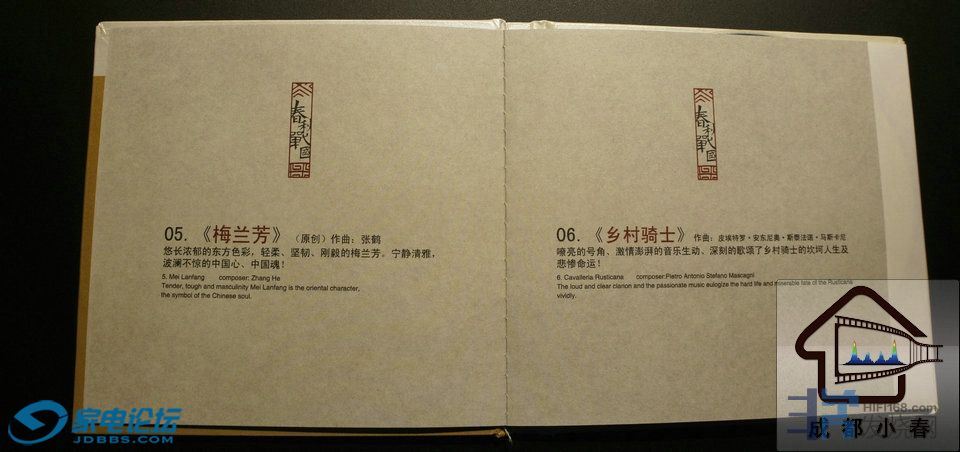 春秋戰國
05.《梅兰芳》（原创）作曲：张鹤
悠长浓郁的东方色彩，轻柔、坚韧、刚毅的梅兰芳。宁静清雅，
波澜不惊的中国心、中国魂！
5. Mei Lanfang composer: Zhang He
Tender, tough and masculinity Mei Lanfang is the oriental character,
the symbol of the Chinese soul.
春秋戰國
06.《乡村骑士》作曲：皮埃特罗·安东尼奥·斯泰法诺·马斯卡尼
嘹亮的号角、激情澎湃的音乐生动、深刻的歌颂了乡村骑士的坎坷人生及
悲惨命运！
6. Cavalleria Rusticana composer:Pietro Antonio Stefano Mascagni
The loud and clear clarion and the passionate music eulogize the hard life and miserable fate of the Rusticana
vividly.
家电论坛
JDBBS.COM
HIFI168.com
发烧网
成都小春